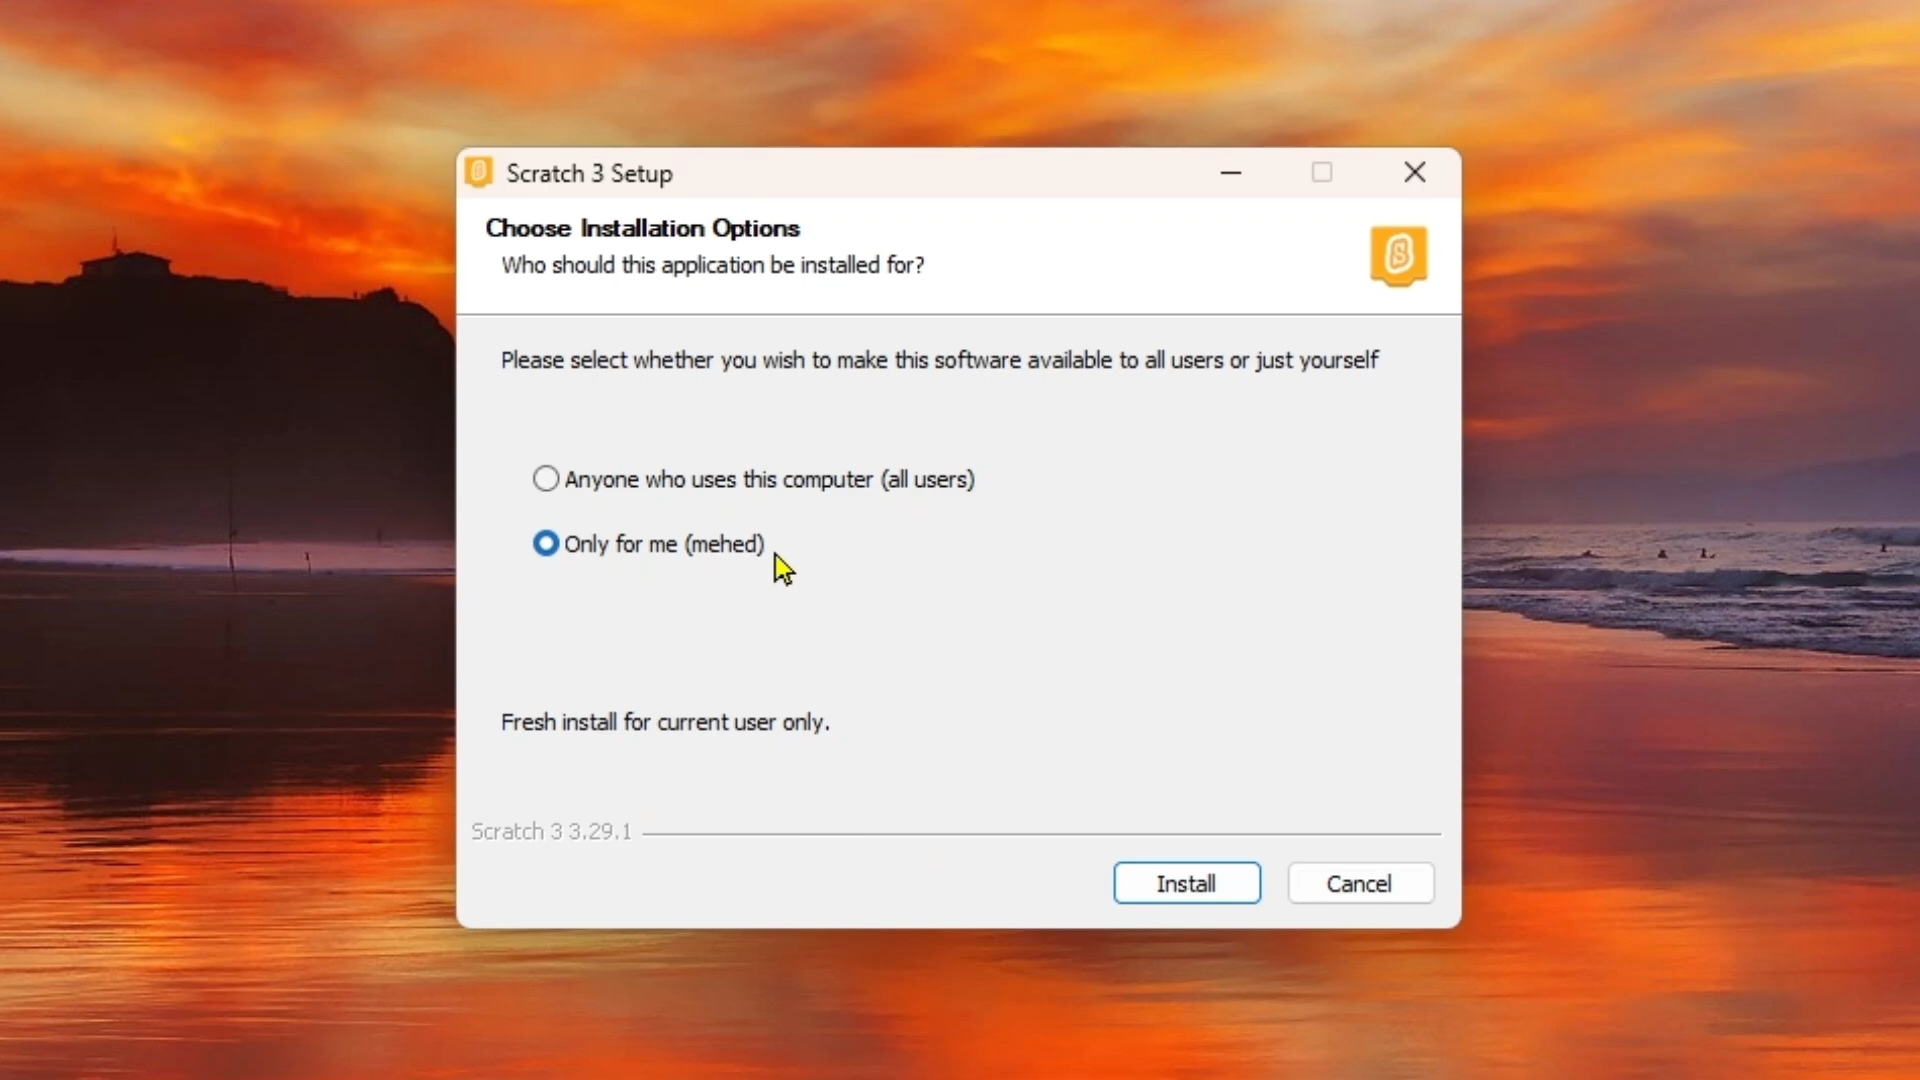 Scratch 3 Setup
Choose Installation Options
Who should this application be installed for?
Please select whether you wish to make this software available to all users or just yourself
Anyone who uses this computer (all users)
Only for me (mehed)
Fresh install for current user only.
Scratch 3 3.29.1
Install Cancel